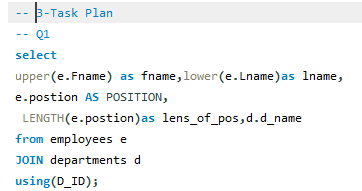 -- 3-Task Plan
-- Q1
select
upper(e.Fname) as fname,lower(e.Lname)as lname,
e.postion AS POSITION,
LENGTH(e.postion)as lens_of_pos,d.d_name
from employees e
JOIN departments d
using(D_ID);